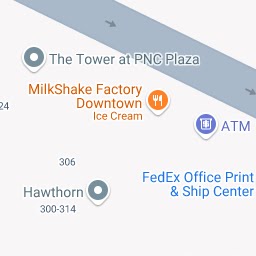 The Tower at PNC Plaza
MilkShake Factory
Downtown
Ice Cream
24
ATM
306
FedEx Office Print
& Ship Center
Hawthorn
300-314